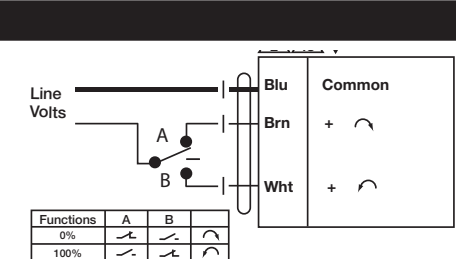 Blu Common
Line
Volts
Brn +
A
B
Wht +
Functions A B
0%
100%